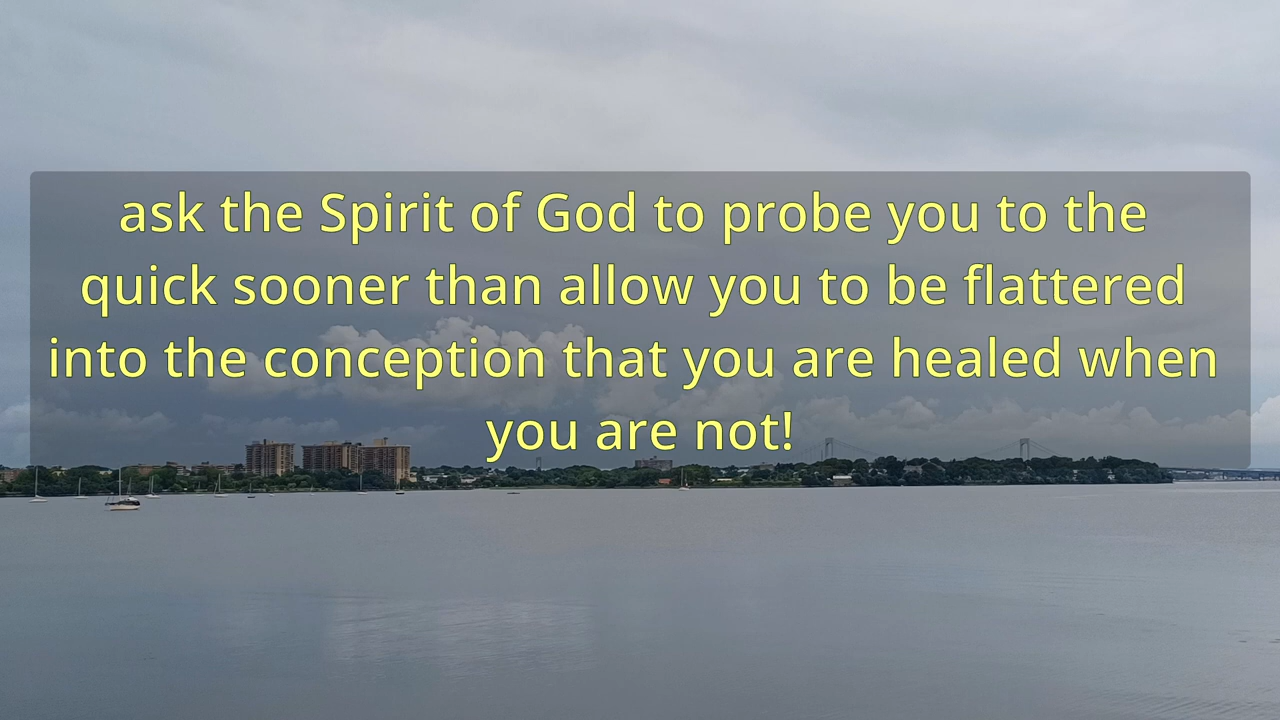 ask the Spirit of God to probe you to the
quick sooner than allow you to be flattered
into the conception that you are healed when
you are not!